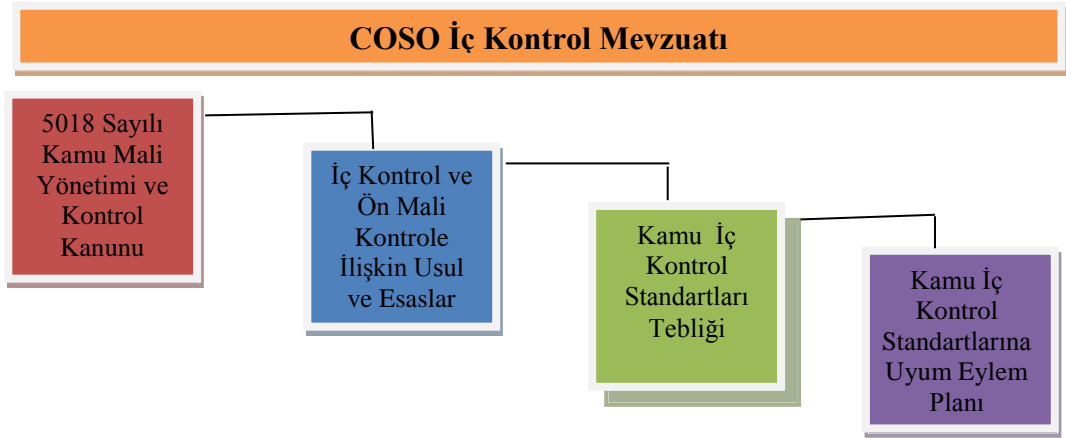 COSO İç Kontrol Mevzuatı
5018 Sayılı
Kamu Mali
Yönetimi ve
Kontrol
Kanunu
İç Kontrol ve
Ön Mali
Kontrole
İlişkin Usul
ve Esaslar
Kamu İç
Kontrol
Standartları
Tebliği
Kamu İç
Kontrol
Standartlarına
Uyum Eylem
Planı